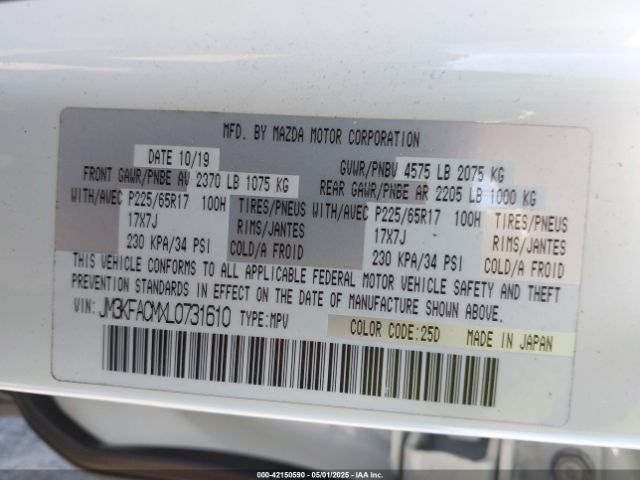 MFD. BY MAZDA MOTOR CORPORATION
DATE 10/19 GVWR/PNBV 4575 LB 2075 KG
FRONT GAWR/PNBE AV 2370 LB 1075 KG REAR GAWR/PNBE AR 2205 LB 1000 KG
WITH/AVEC P225/65R17 100H TIRES/PNEUS WITH/AVEC P225/65R17 100H TIRES/PNEUS
17X7J RIMS/JANTES 17X7J RIMS/JANTES
230 KPA/34 PSI COLD/A FROID 230 KPA/34 PSI COLD/A FROID
THIS VEHICLE CONFORMS TO ALL APPLICABLE FEDERAL MOTOR VEHICLE SAFETY AND THEFT
PREVENTION STANDARDS IN EFFECT ON THE DATE OF MANUFACTURE SHOWN ABOVE.
VIN: JM3KFACMXL0731610 TYPE:MPV COLOR CODE:25D MADE IN JAPAN
000-42150590 - 05/01/2025 - IAAI.COM